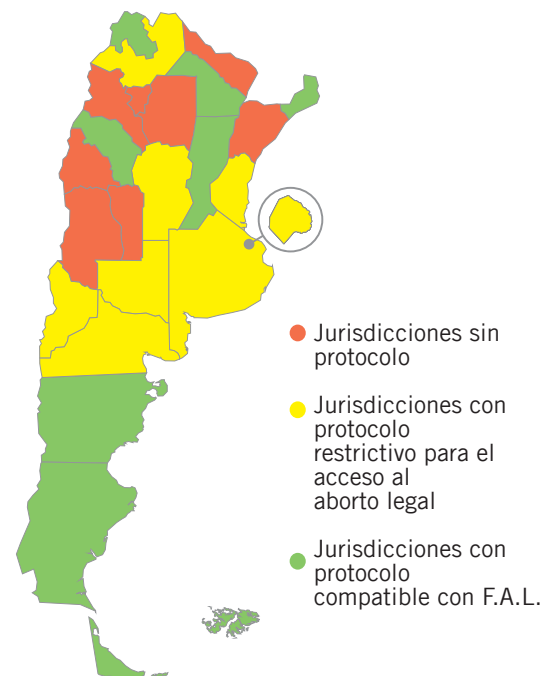 Jurisdicciones sin
protocolo
Jurisdicciones con
protocolo
restrictivo para el
acceso al
aborto legal
Jurisdicciones con
protocolo
compatible con F.A.L.